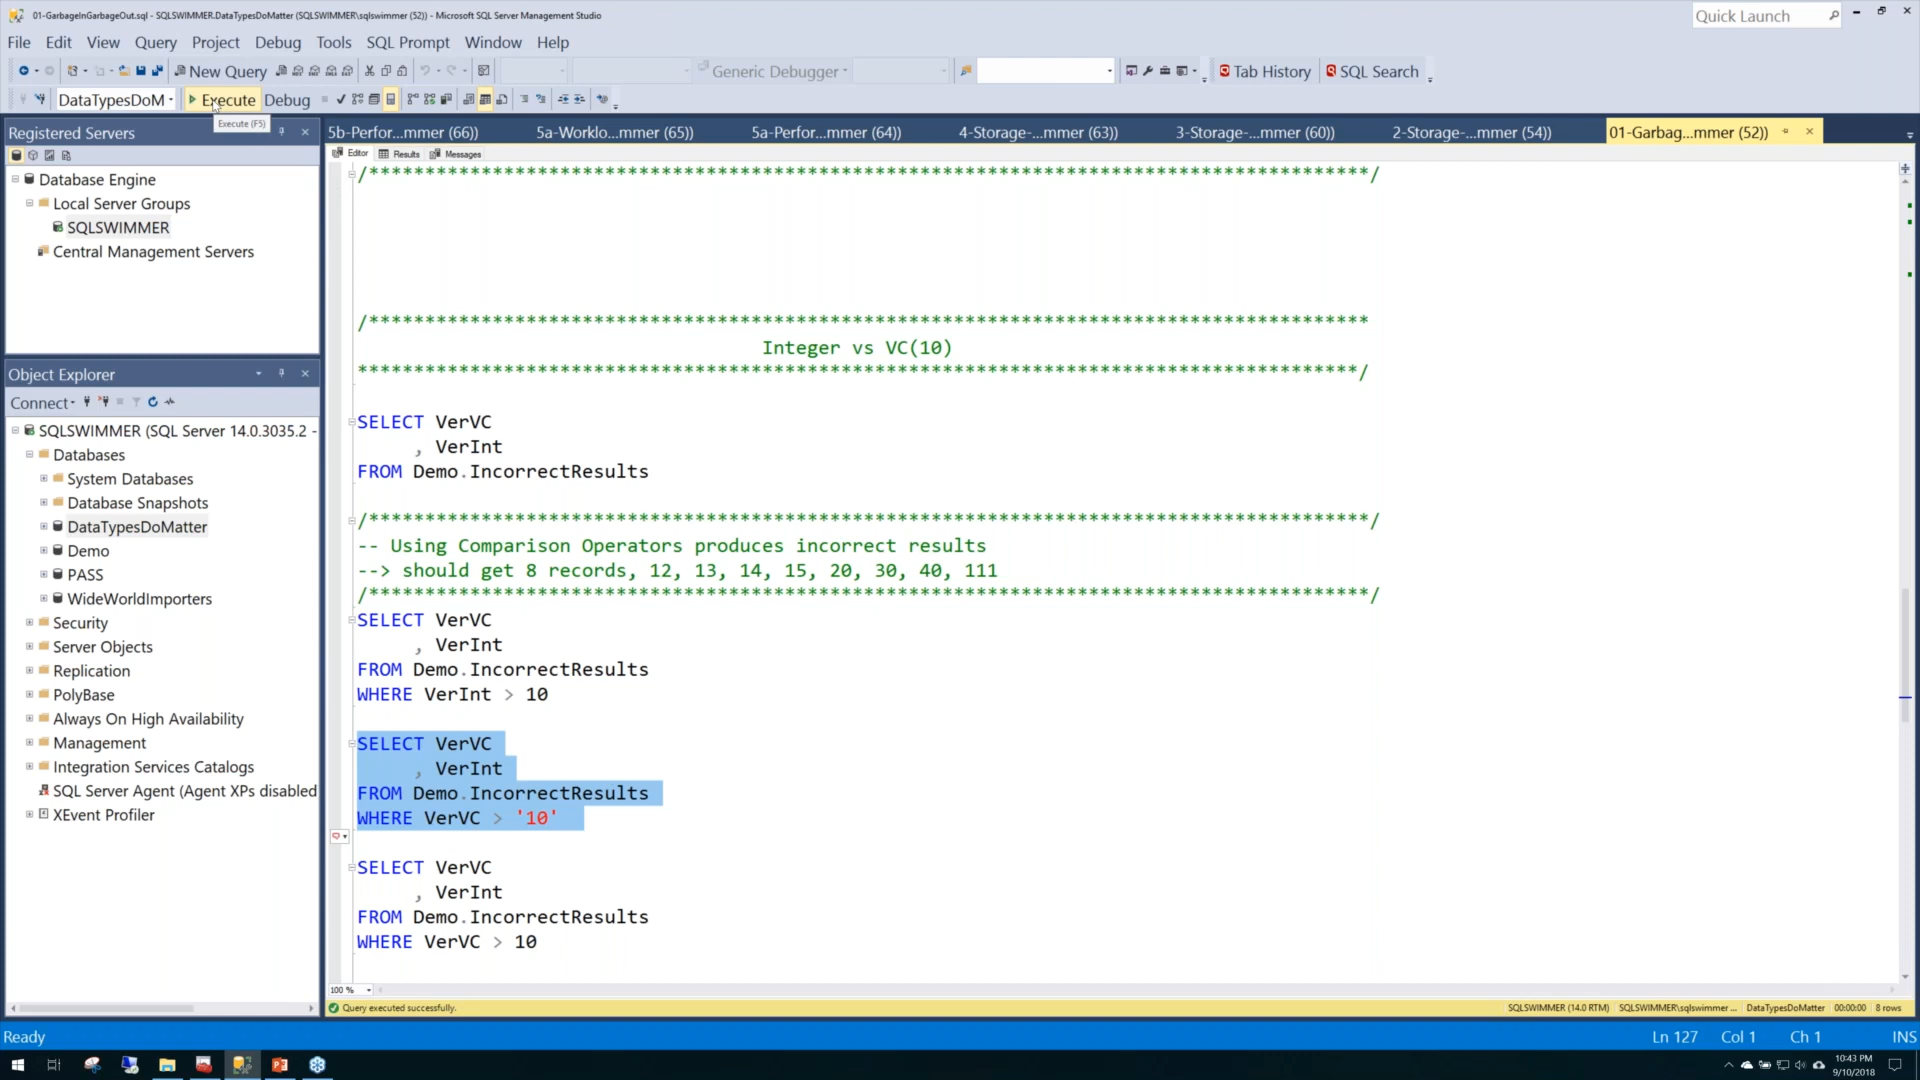 01-GarbageInGarbageOut.sql - SQLSWIMMER.DataTypesDoMatter (SQLSWIMMER\sqlswimmer (52)) - Microsoft SQL Server Management Studio
Quick Launch
File Edit View Query Project Debug Tools SQL Prompt Window Help
New Query Generic Debugger Tab History SQL Search
DataTypesDoM Execute Debug
Execute (F5)
Registered Servers
5b-Perfor...mmer (66)) 5a-Worklo...mmer (65)) 5a-Perfor...mmer (64)) 4-Storage-...mmer (63)) 3-Storage-...mmer (60)) 2-Storage-...mmer (54)) 01-Garbag...mmer (52))
Editor Results Messages
Database Engine
Local Server Groups
SQLSWIMMER
Central Management Servers
Object Explorer
Connect
SQLSWIMMER (SQL Server 14.0.3035.2 -
Databases
System Databases
Database Snapshots
DataTypesDoMatter
Demo
PASS
WideWorldImporters
Security
Server Objects
Replication
PolyBase
Always On High Availability
Management
Integration Services Catalogs
SQL Server Agent (Agent XPs disabled
XEvent Profiler
/*****************************************************************************************/
/*****************************************************************************************
Integer vs VC(10)
*****************************************************************************************/
SELECT VerVC
, VerInt
FROM Demo.IncorrectResults
/*****************************************************************************************/
-- Using Comparison Operators produces incorrect results
--> should get 8 records, 12, 13, 14, 15, 20, 30, 40, 111
/*****************************************************************************************/
SELECT VerVC
, VerInt
FROM Demo.IncorrectResults
WHERE VerInt > 10
SELECT VerVC
, VerInt
FROM Demo.IncorrectResults
WHERE VerVC > '10'
SELECT VerVC
, VerInt
FROM Demo.IncorrectResults
WHERE VerVC > 10
100 %
Query executed successfully. SQLSWIMMER (14.0 RTM) SQLSWIMMER\sqlswimmer ... DataTypesDoMatter 00:00:00 8 rows
Ready Ln 127 Col 1 Ch 1 INS
10:43 PM
9/10/2018